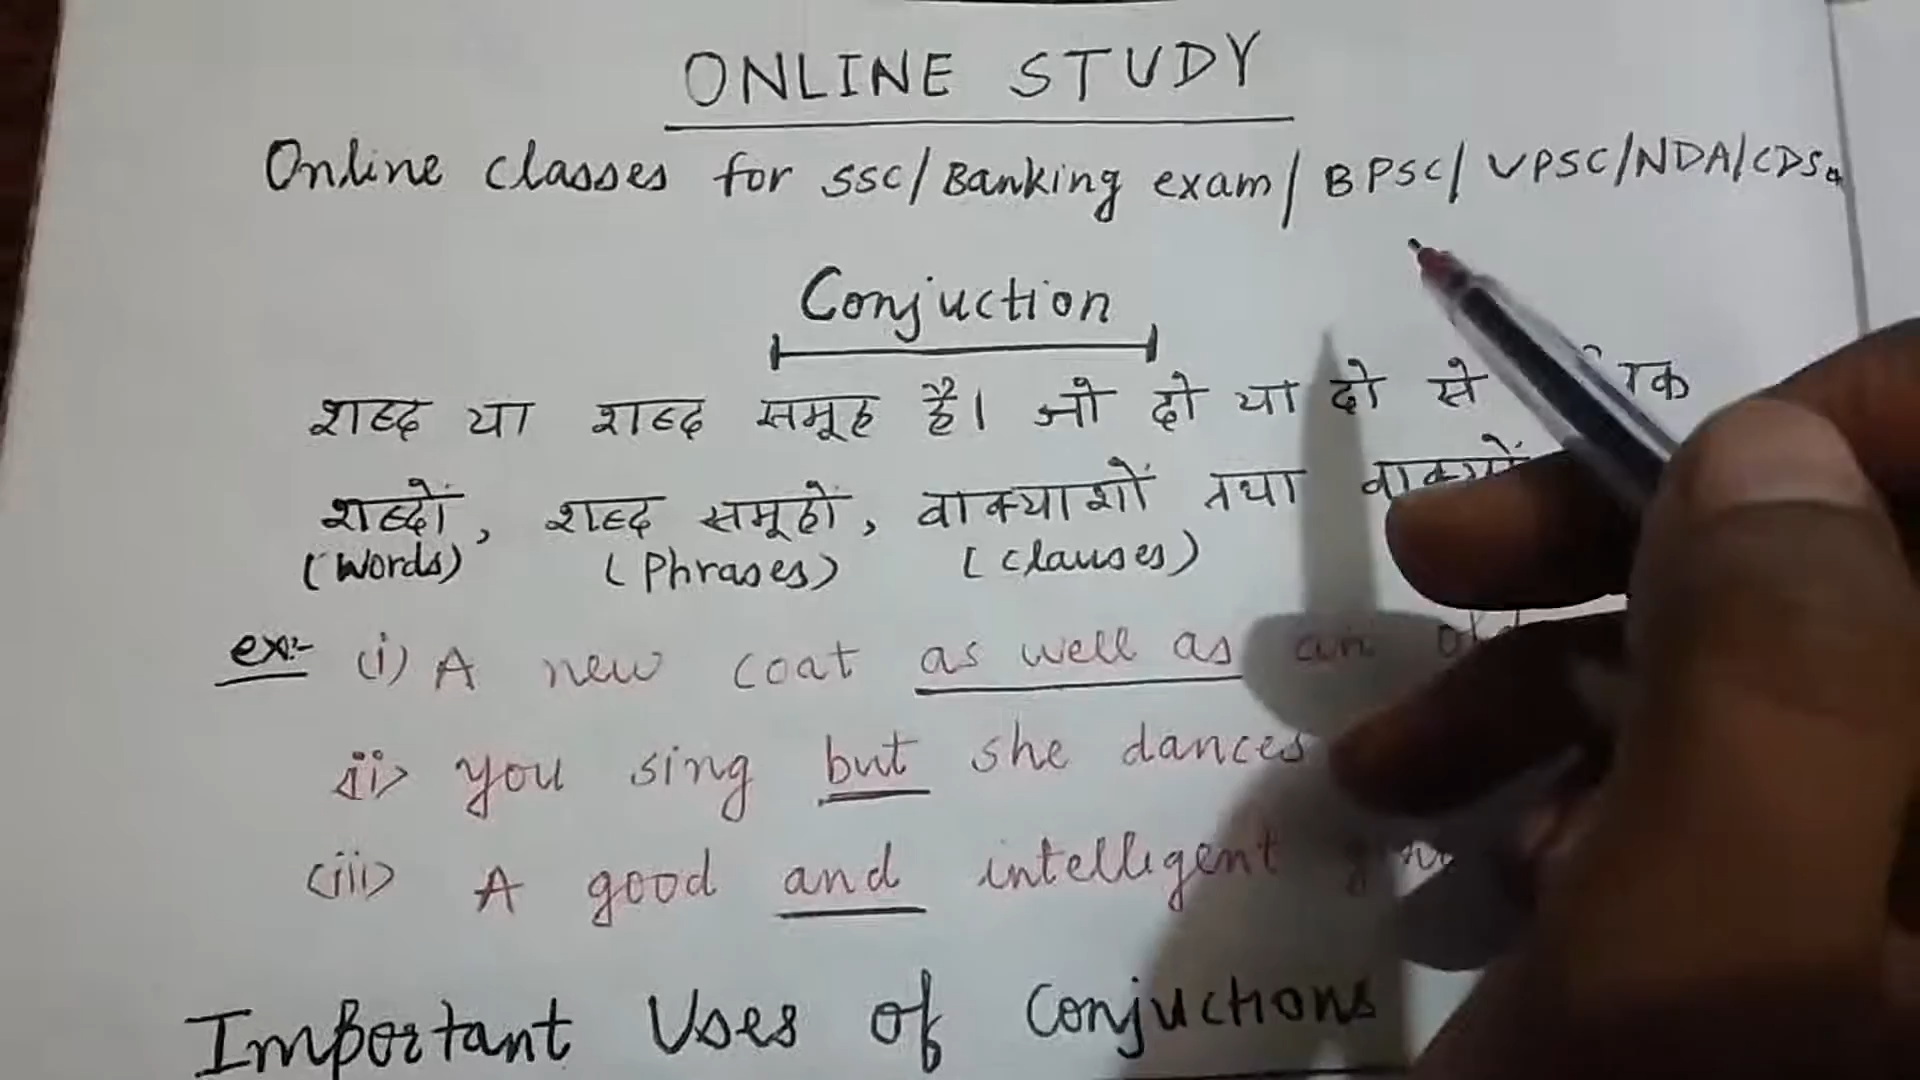 ONLINE STUDY
Online classes for SSC/Banking exam/ BPSC/ UPSC/NDA/CDS
Conjuction
शब्द या शब्द समूह है। जो दो या दो से
शब्दों, शब्द समूहों, वाक्याशों तथा वाक्यों
(Words) (Phrases) (Clauses)
ex:- (i) A new coat as well as an old
ii) you sing but she dances
(iii) A good and intelligent
Important Uses of Conjuctions